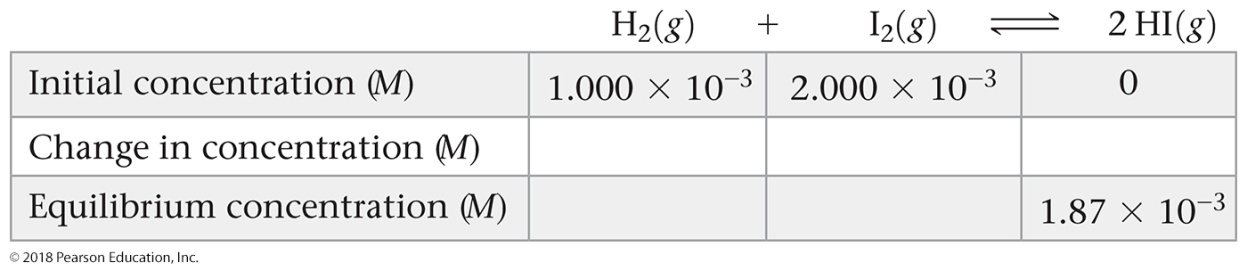 H₂(g) + I₂(g) ⇌ 2 HI(g)
Initial concentration (M) 1.000 × 10⁻³ 2.000 × 10⁻³ 0
Change in concentration (M)
Equilibrium concentration (M) 1.87 × 10⁻³
© 2018 Pearson Education, Inc.